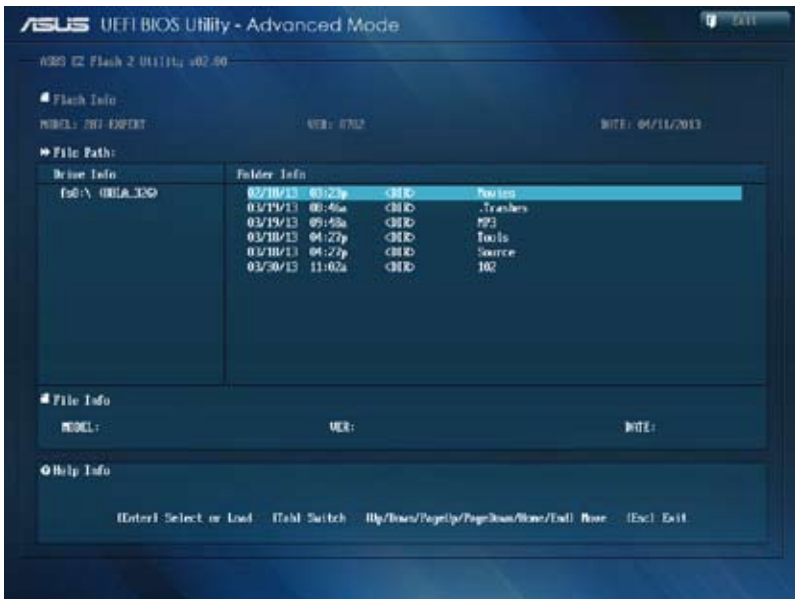 ASUS UEFI BIOS Utility - Advanced Mode
Exit
ASUS EZ Flash 2 Utility v02.00
Flash Info
MODEL: Z87-EXPERT VER: 0702 DATE: 04/11/2013
File Path:
Drive Info Folder Info
fs0:\
02/18/13 03:23p <DIR> Movies
03/19/13 08:46a <DIR> .Trashes
03/19/13 09:48a <DIR> MP3
03/18/13 04:27p <DIR> Tools
03/18/13 04:27p <DIR> Source
03/30/13 11:02a <DIR> 102
File Info
MODEL: VER: DATE:
Help Info
[Enter] Select or Load [Tab] Switch [Up/Down/PageUp/PageDown/Home/End] Move [Esc] Exit